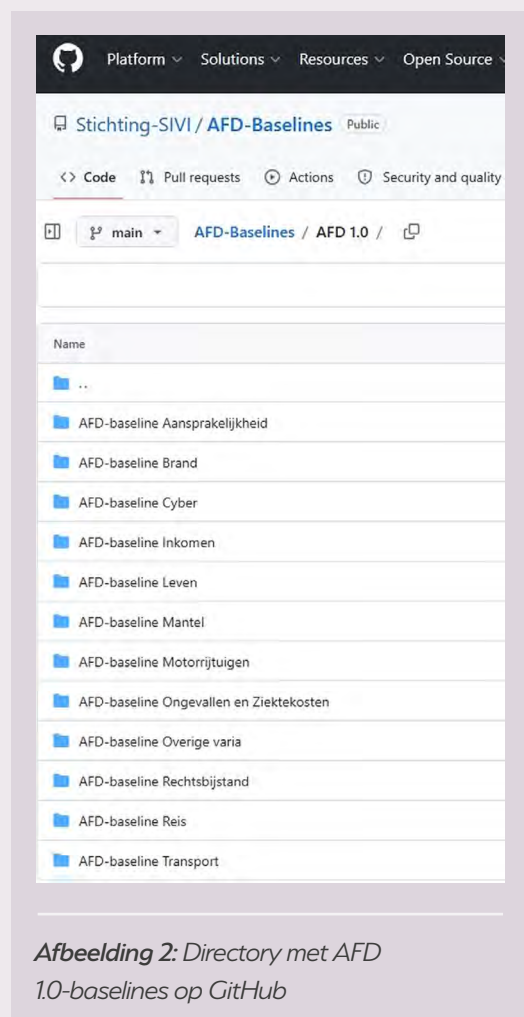 Platform Solutions Resources Open Source
Stichting-SIVI / AFD-Baselines Public
<> Code Pull requests Actions Security and quality
main AFD-Baselines / AFD 1.0 /
Name
..
AFD-baseline Aansprakelijkheid
AFD-baseline Brand
AFD-baseline Cyber
AFD-baseline Inkomen
AFD-baseline Leven
AFD-baseline Mantel
AFD-baseline Motorrijtuigen
AFD-baseline Ongevallen en Ziektekosten
AFD-baseline Overige varia
AFD-baseline Rechtsbijstand
AFD-baseline Reis
AFD-baseline Transport
Afbeelding 2: Directory met AFD
1.0-baselines op GitHub